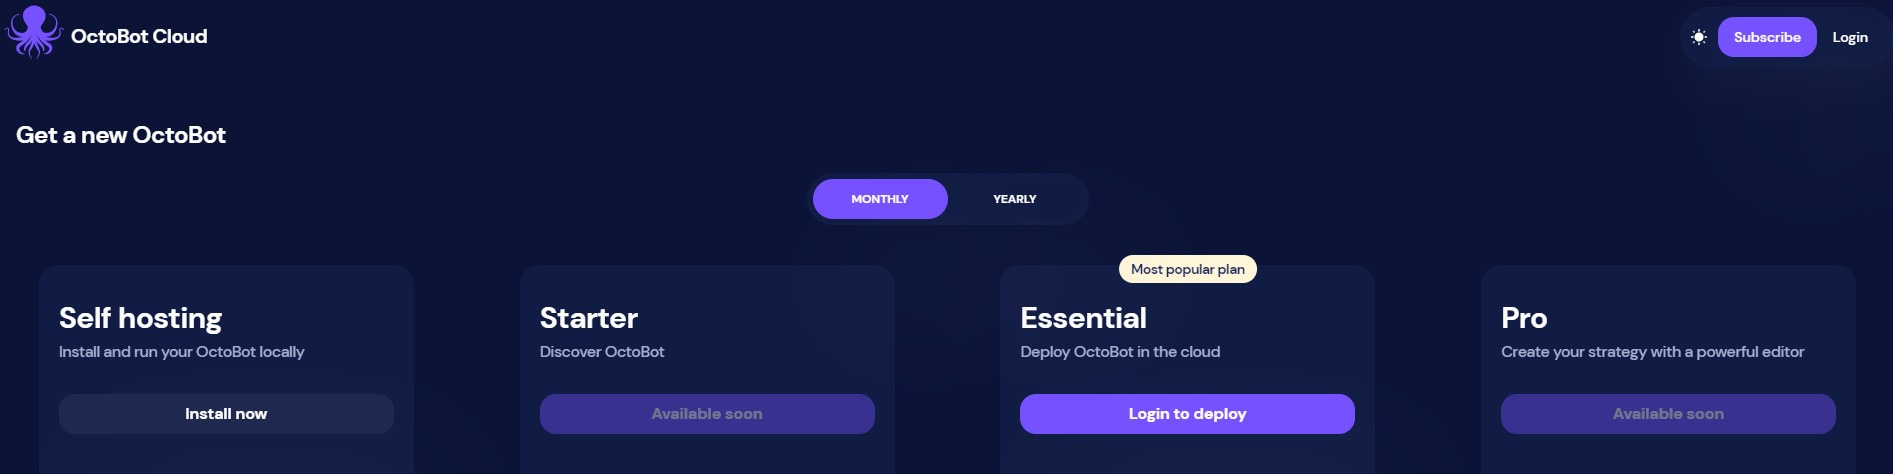 OctoBot Cloud
Subscribe
Login
Get a new OctoBot
MONTHLY
YEARLY
Most popular plan
Self hosting
Install and run your OctoBot locally
Install now
Starter
Discover OctoBot
Available soon
Essential
Deploy OctoBot in the cloud
Login to deploy
Pro
Create your strategy with a powerful editor
Available soon